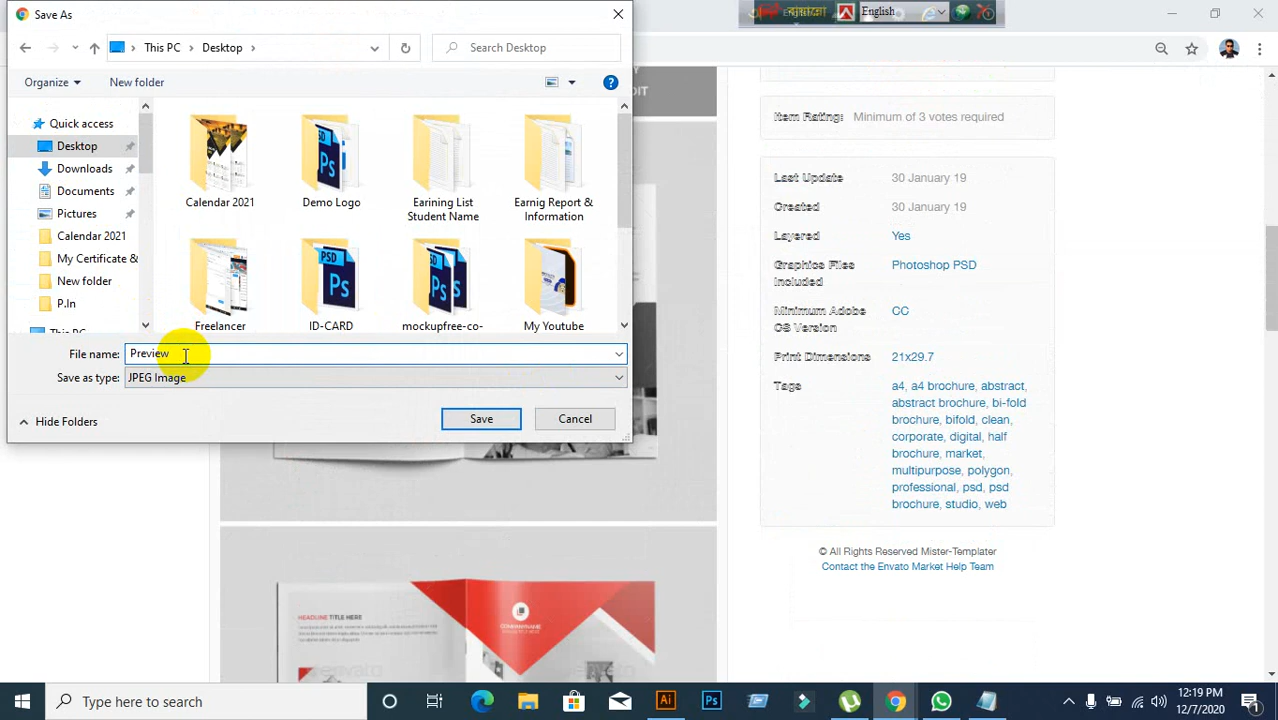 Save As
English
This PC
Desktop
Search Desktop
Organize
New folder
DIT
Quick access
Desktop
Downloads
Documents
Pictures
Calendar 2021
My Certificate &
New folder
P.In
This PC
Calendar 2021
Demo Logo
Earining List
Student Name
Earnig Report &
Information
Freelancer
ID-CARD
mockupfree-co-
My Youtube
File name:
Preview
Save as type:
JPEG Image
Hide Folders
Save
Cancel
Item Rating:
Minimum of 3 votes required
Last Update
30 January 19
Created
30 January 19
Layered
Yes
Graphics Files
Included
Photoshop PSD
Minimum Adobe
CS Version
CC
Print Dimensions
21x29.7
Tags
a4, a4 brochure, abstract,
abstract brochure, bi-fold
brochure, bifold, clean,
corporate, digital, half
brochure, market,
multipurpose, polygon,
professional, psd, psd
brochure, studio, web
© All Rights Reserved Mister-Templater
Contact the Envato Market Help Team
HEADLINE TITLE HERE
COMPANYNAME
envato
Type here to search
Ai
Ps
12:19 PM
12/7/2020